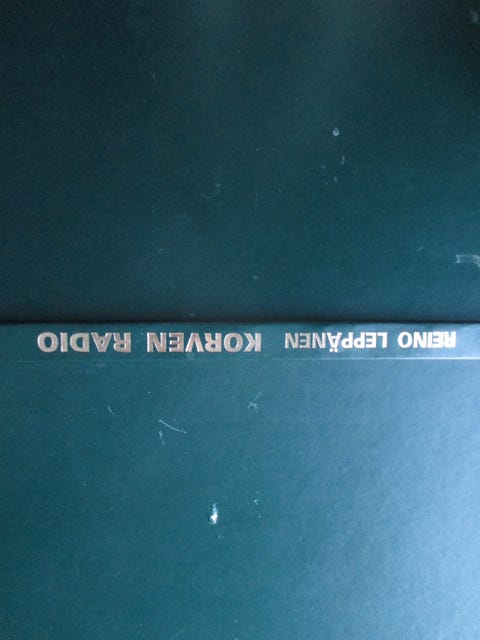 REINO LEPPÄNEN KORVEN RADIO